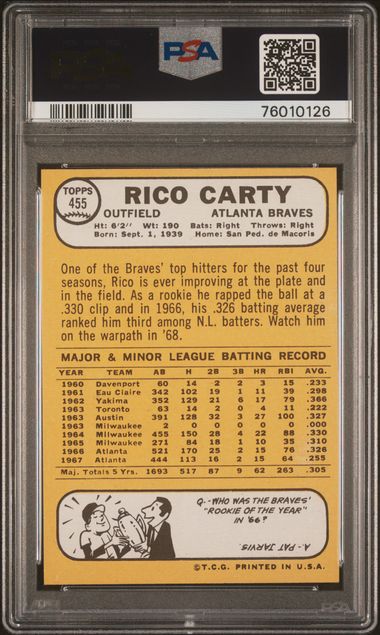 PSA
76010126
TOPPS
455
RICO CARTY
OUTFIELD ATLANTA BRAVES
Ht: 6'2" Wt: 190 Bats: Right Throws: Right
Born: Sept. 1, 1939 Home: San Ped. de Macoris
One of the Braves' top hitters for the past four
seasons, Rico is ever improving at the plate and
in the field. As a rookie he rapped the ball at a
.330 clip and in 1966, his .326 batting average
ranked him third among N.L. batters. Watch him
on the warpath in '68.
MAJOR & MINOR LEAGUE BATTING RECORD
YEAR TEAM AB H 2B 3B HR RBI AVG.
1960 Davenport 60 14 2 2 3 15 .233
1961 Eau Claire 342 102 19 1 11 39 .298
1962 Yakima 352 129 21 6 17 79 .366
1963 Toronto 63 14 2 0 4 11 .222
1963 Austin 391 128 32 3 27 100 .327
1963 Milwaukee 2 0 0 0 0 0 .000
1964 Milwaukee 455 150 28 4 22 88 .330
1965 Milwaukee 271 84 18 1 10 35 .310
1966 Atlanta 521 170 25 2 15 76 .326
1967 Atlanta 444 113 16 2 15 64 .255
Maj. Totals 5 Yrs. 1693 517 87 9 62 263 .305
Q-- WHO WAS THE BRAVES'
"ROOKIE OF THE YEAR"
IN '66?
A-- PAT JARVIS.
©T.C.G. PRINTED IN U.S.A.